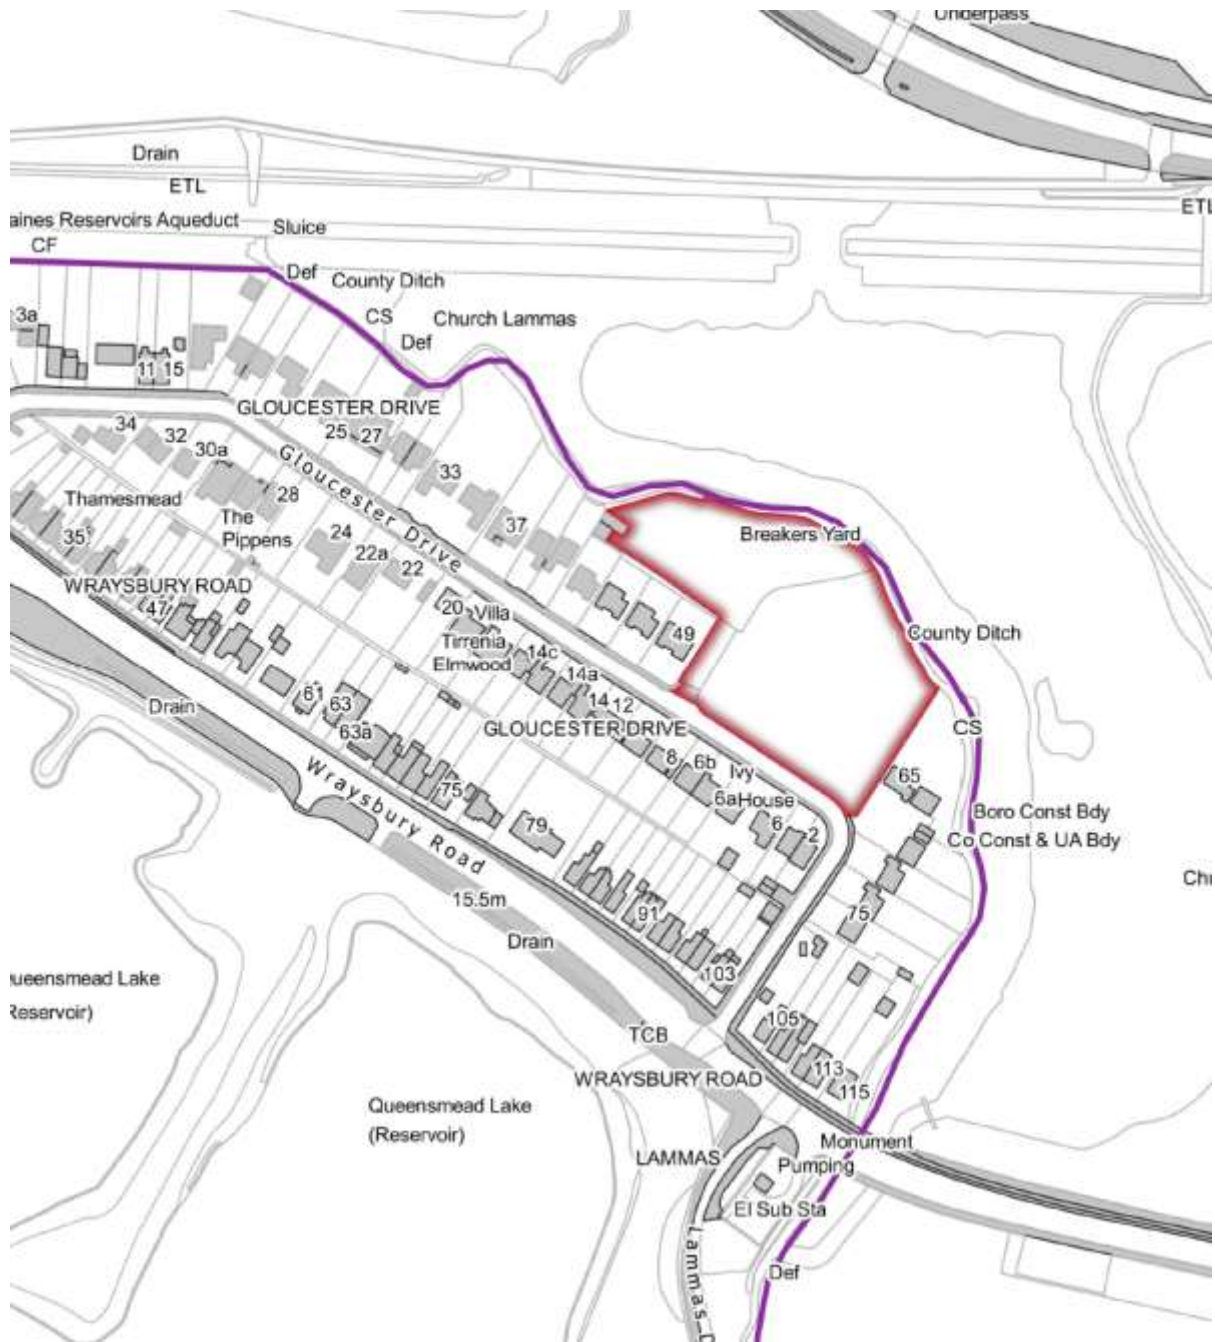 Underpass
Drain
ETL
ETL
aines Reservoirs Aqueduct
Sluice
CF
Def
County Ditch
CS
Church Lammas
Def
3a
11
15
GLOUCESTER DRIVE
34
25
27
32
30a
Gloucester Drive
33
28
Thamesmead
The
Pippens
37
35
24
22a
22
Breakers Yard
WRAYSBURY ROAD
47
20
Villa
Tirrenia
Elmwood
49
County Ditch
14c
14a
61
63
14
12
Drain
63a
GLOUCESTER DRIVE
CS
8
6b
Ivy
House
65
Wraysbury Road
75
6a
79
6
2
Boro Const Bdy
Co Const & UA Bdy
Chu
15.5m
91
75
Drain
ueensmead Lake
Reservoir)
103
105
TCB
WRAYSBURY ROAD
113
115
Queensmead Lake
(Reservoir)
Monument
LAMMAS
Pumping
El Sub Sta
Lammas D
Def